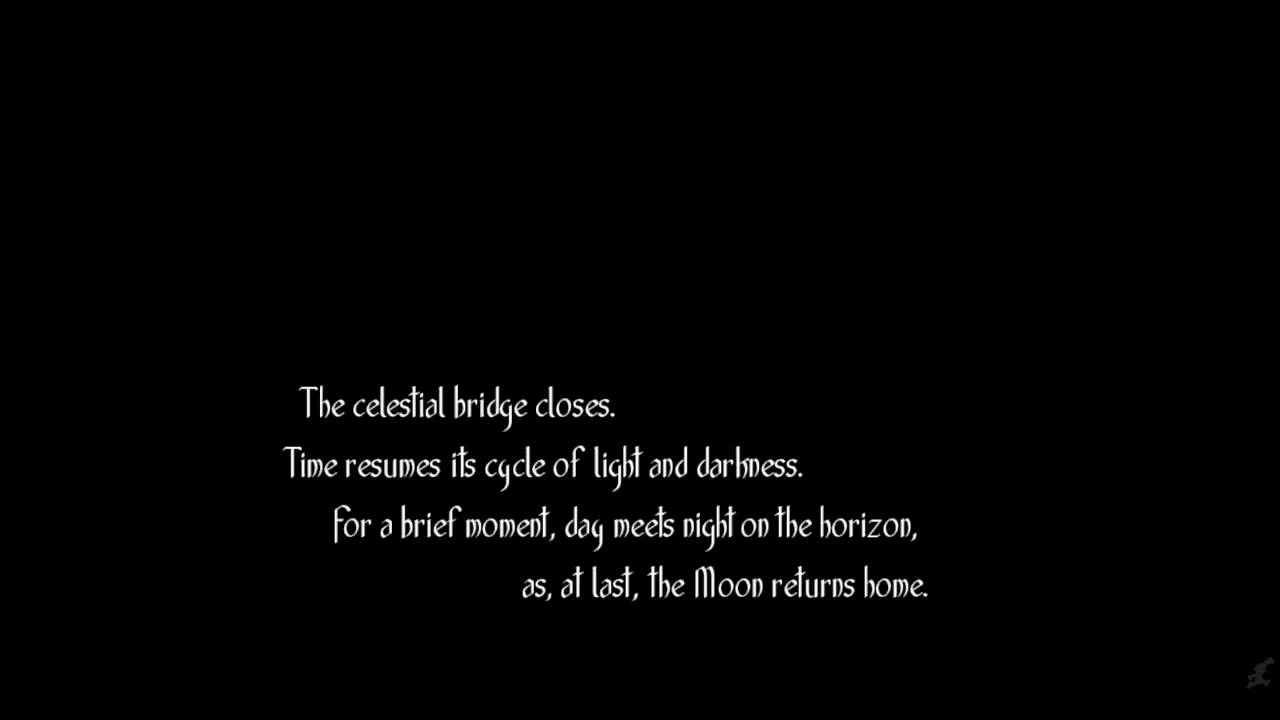 The celestial bridge closes.
Time resumes its cycle of light and darkness.
For a brief moment, day meets night on the horizon,
as, at last, the Moon returns home.